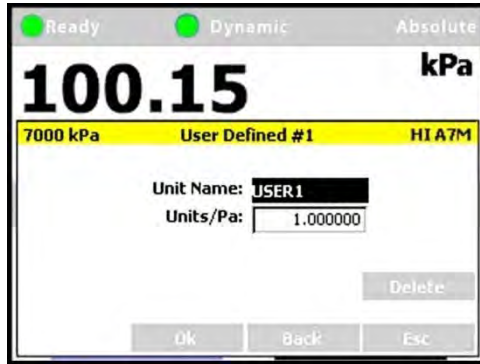 Ready Dynamic Absolute
100.15 kPa
7000 kPa User Defined #1 HI A7M
Unit Name: USER1
Units/Pa: 1.000000
Delete
Ok Back Esc